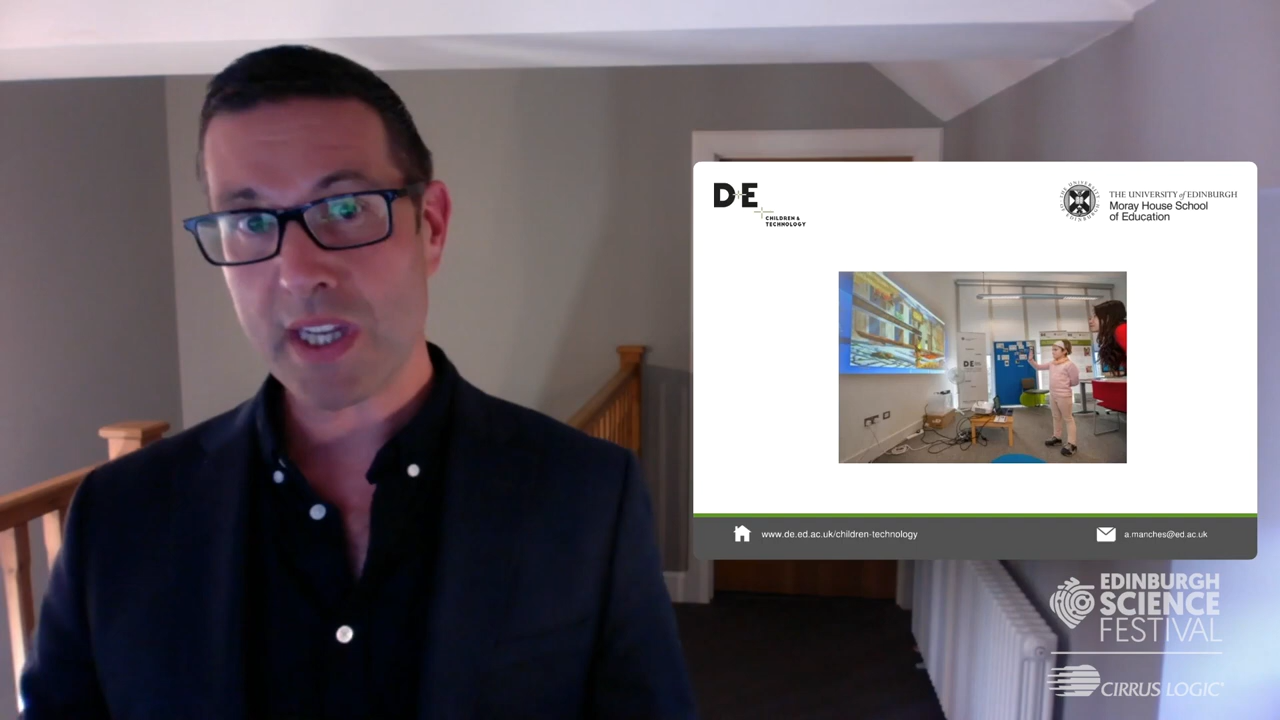 D+E
CHILDREN &
TECHNOLOGY
THE UNIVERSITY of EDINBURGH
Moray House School
of Education
www.de.ed.ac.uk/children-technology
a.manches@ed.ac.uk
EDINBURGH
SCIENCE
FESTIVAL
CIRRUS LOGIC